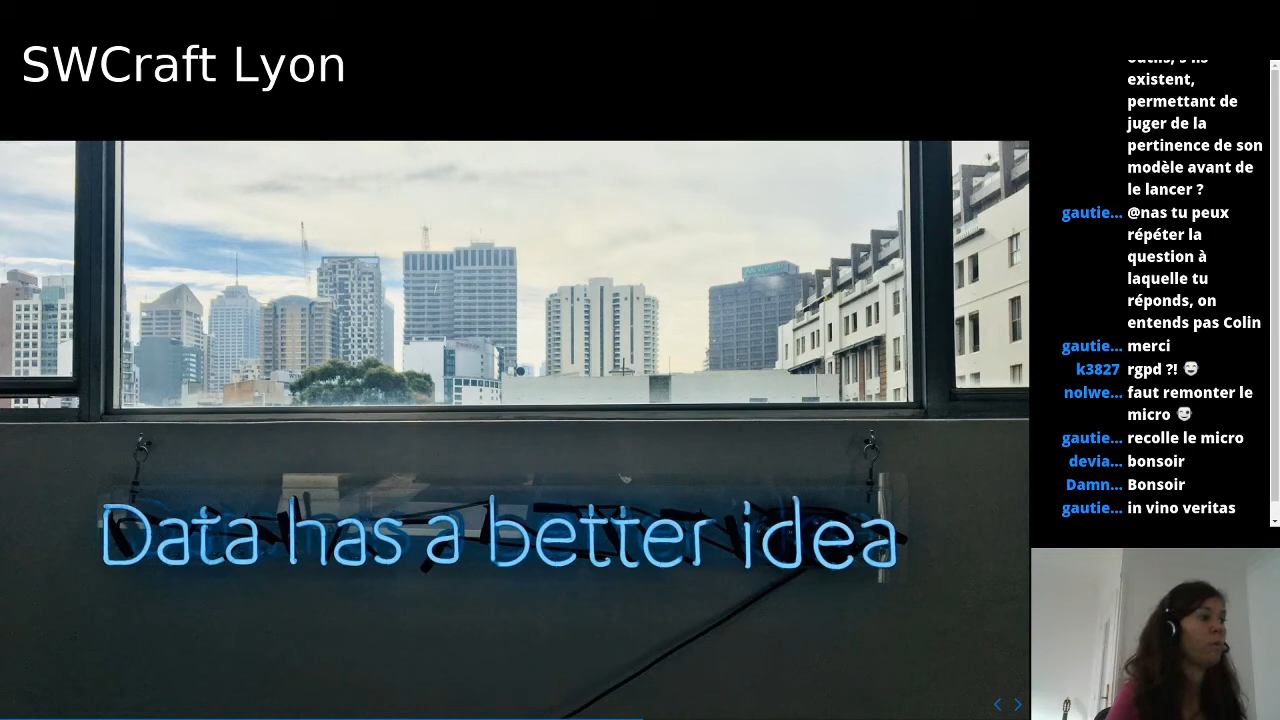 SWCraft Lyon
Data has a better idea
existent,
permettant de
juger de la
pertinence de son
modèle avant de
le lancer ?
gautie... @nas tu peux
répéter la
question à
laquelle tu
réponds, on
entends pas Colin
gautie... merci
k3827 rgpd ?!
nolwe... faut remonter le
micro
gautie... recolle le micro
devia... bonsoir
Damn... Bonsoir
gautie... in vino veritas